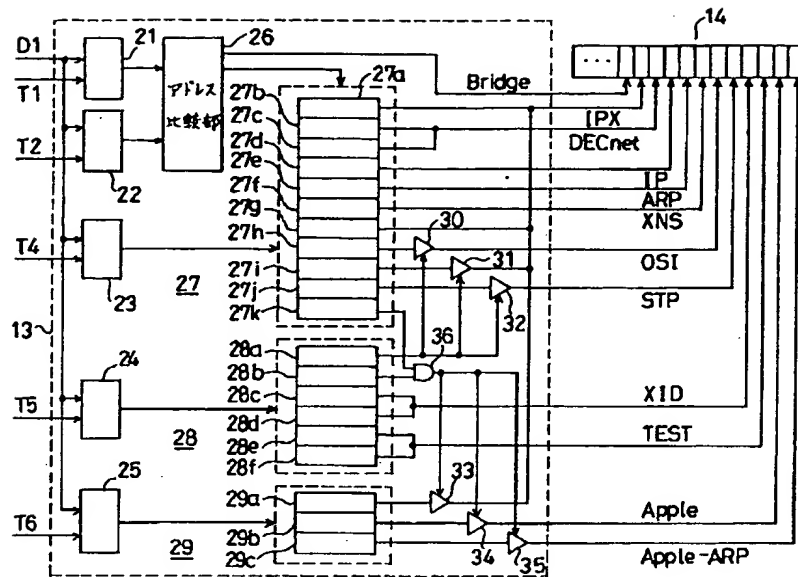 D1
T1
T2
T4
13
T5
T6
21
26
アドレス
比較部
22
23
27
24
28
25
29
27a
27b
27c
27d
27e
27f
27g
27h
27i
27j
27k
28a
28b
28c
28d
28e
28f
29a
29b
29c
30
31
32
36
33
34
35
14
...
Bridge
IPX
DECnet
IP
ARP
XNS
OSI
STP
XID
TEST
Apple
Apple-ARP